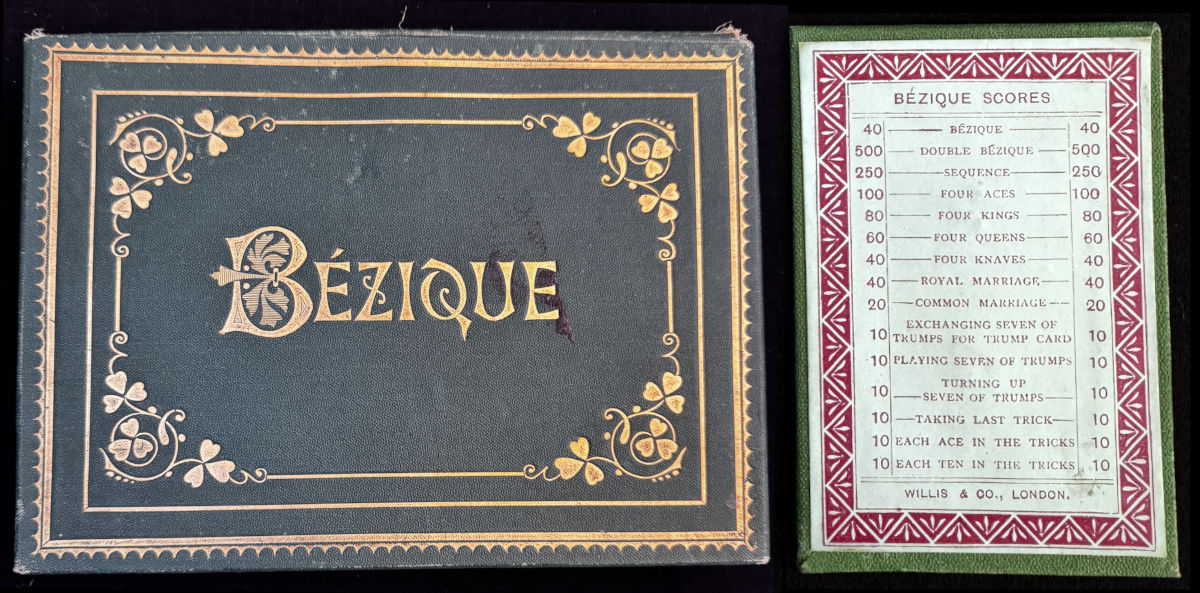 BÉZIQUE
BÉZIQUE SCORES
40 BÉZIQUE 40
500 DOUBLE BÉZIQUE 500
250 SEQUENCE 250
100 FOUR ACES 100
80 FOUR KINGS 80
60 FOUR QUEENS 60
40 FOUR KNAVES 40
40 ROYAL MARRIAGE 40
20 COMMON MARRIAGE 20
EXCHANGING SEVEN OF
10 TRUMPS FOR TRUMP CARD 10
10 PLAYING SEVEN OF TRUMPS 10
TURNING UP
10 SEVEN OF TRUMPS 10
10 TAKING LAST TRICK 10
10 EACH ACE IN THE TRICKS 10
10 EACH TEN IN THE TRICKS 10
WILLIS & CO., LONDON.